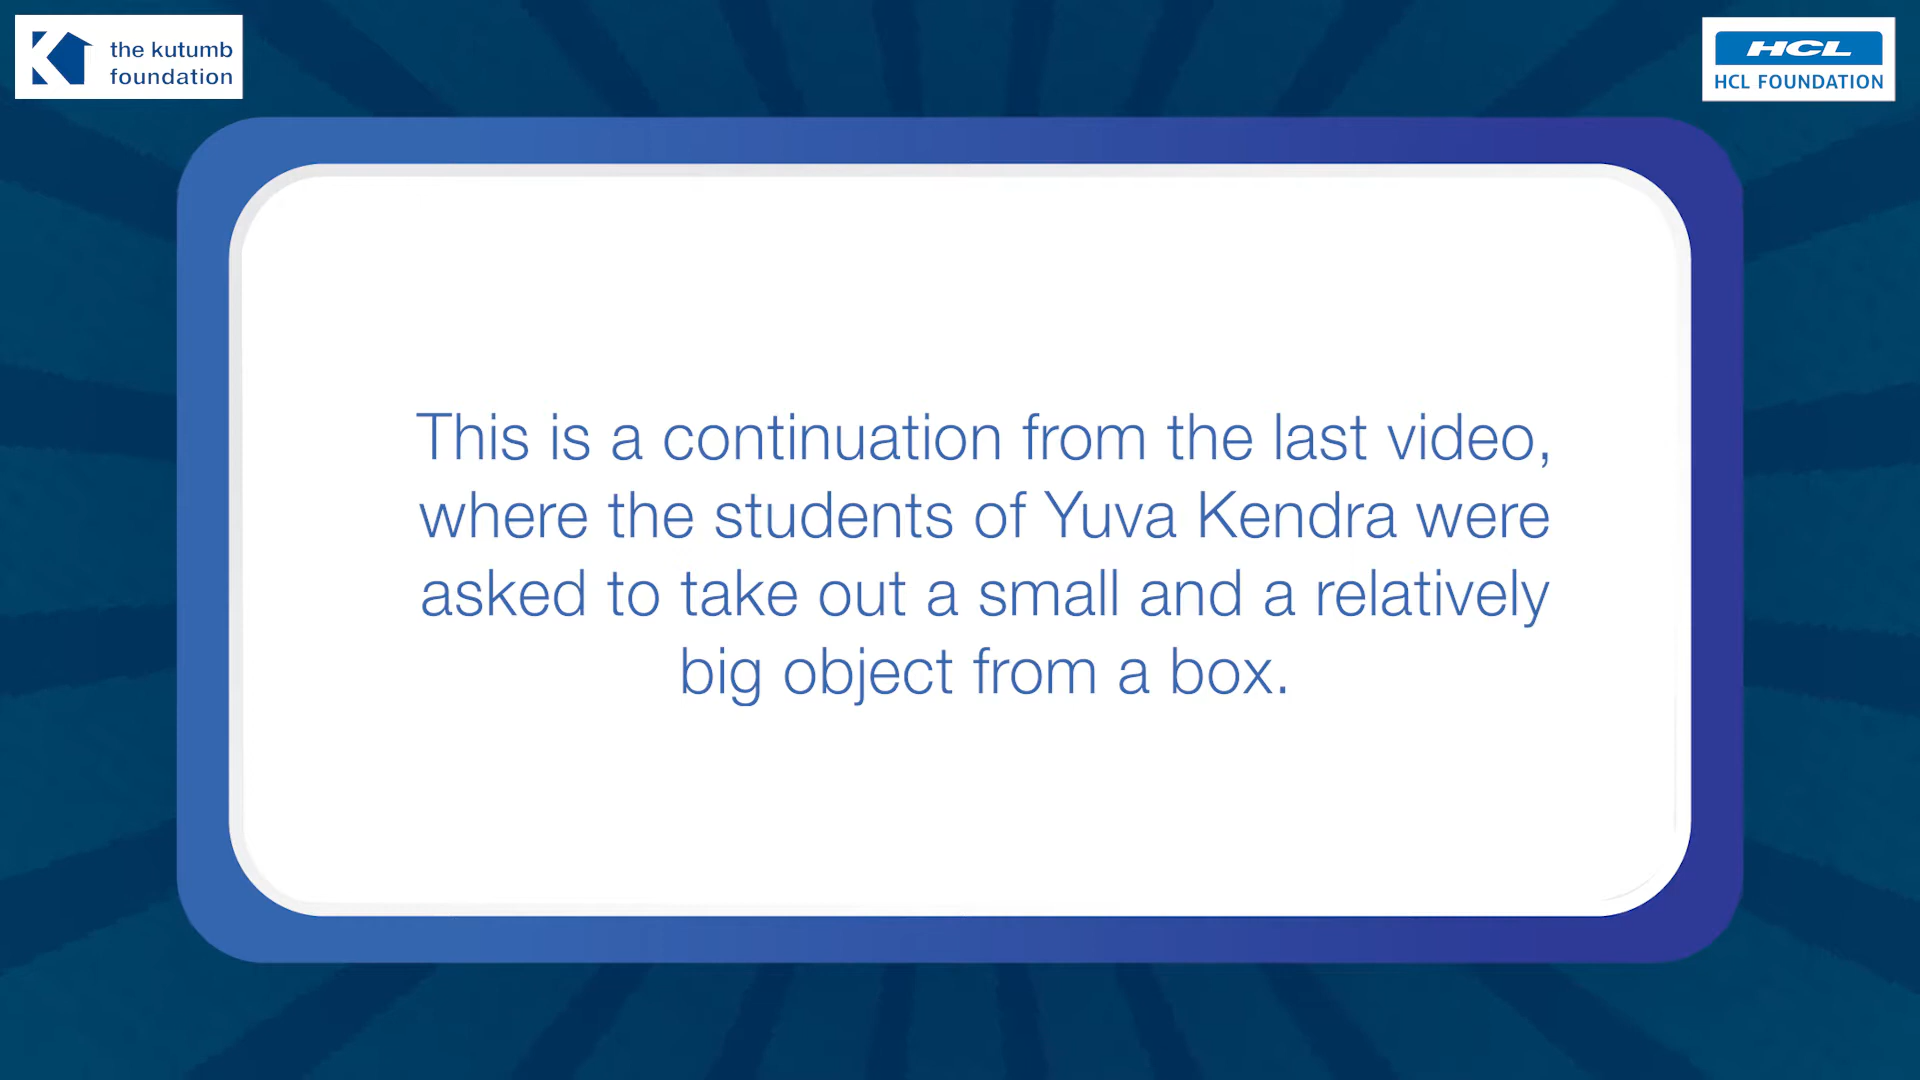 the kutumb
foundation
HCL
HCL FOUNDATION
This is a continuation from the last video,
where the students of Yuva Kendra were
asked to take out a small and a relatively
big object from a box.